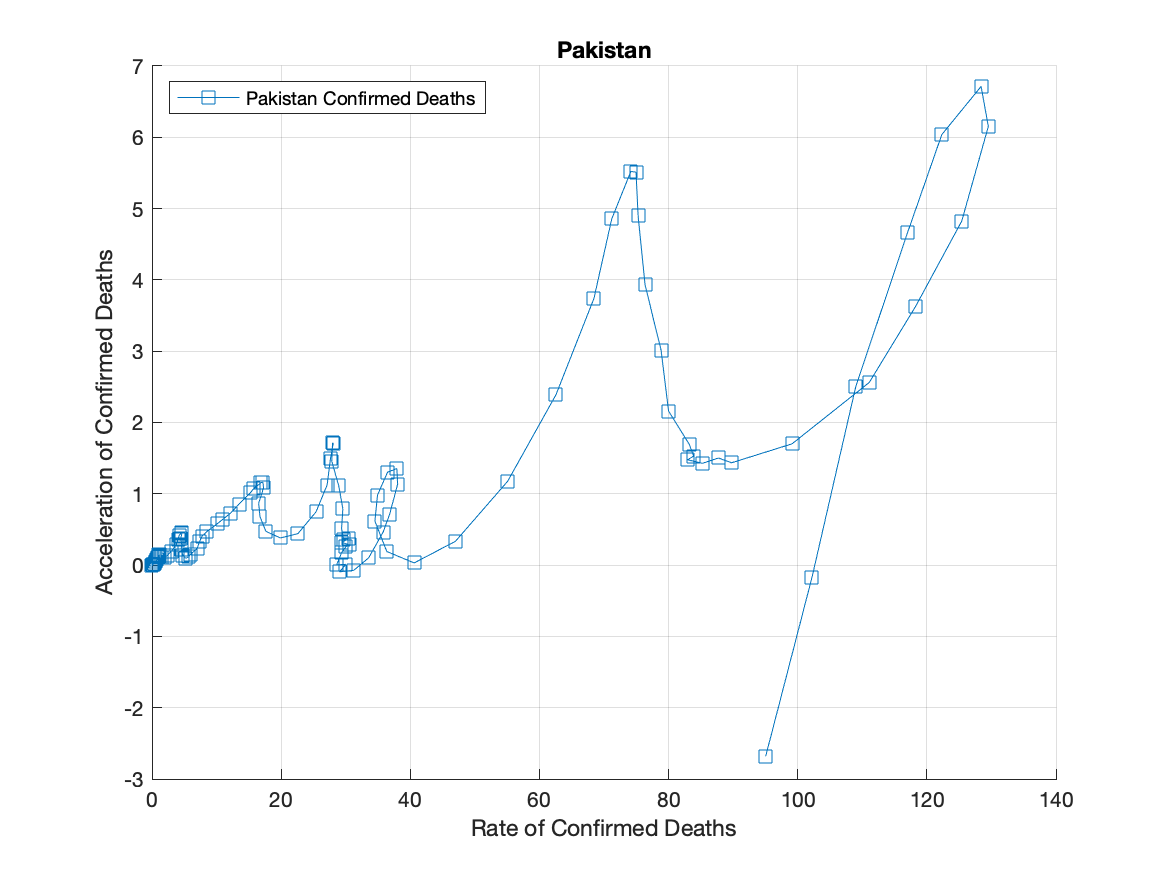 Pakistan
Pakistan Confirmed Deaths
7
6
5
4
3
2
1
0
-1
-2
-3
Acceleration of Confirmed Deaths
0 20 40 60 80 100 120 140
Rate of Confirmed Deaths